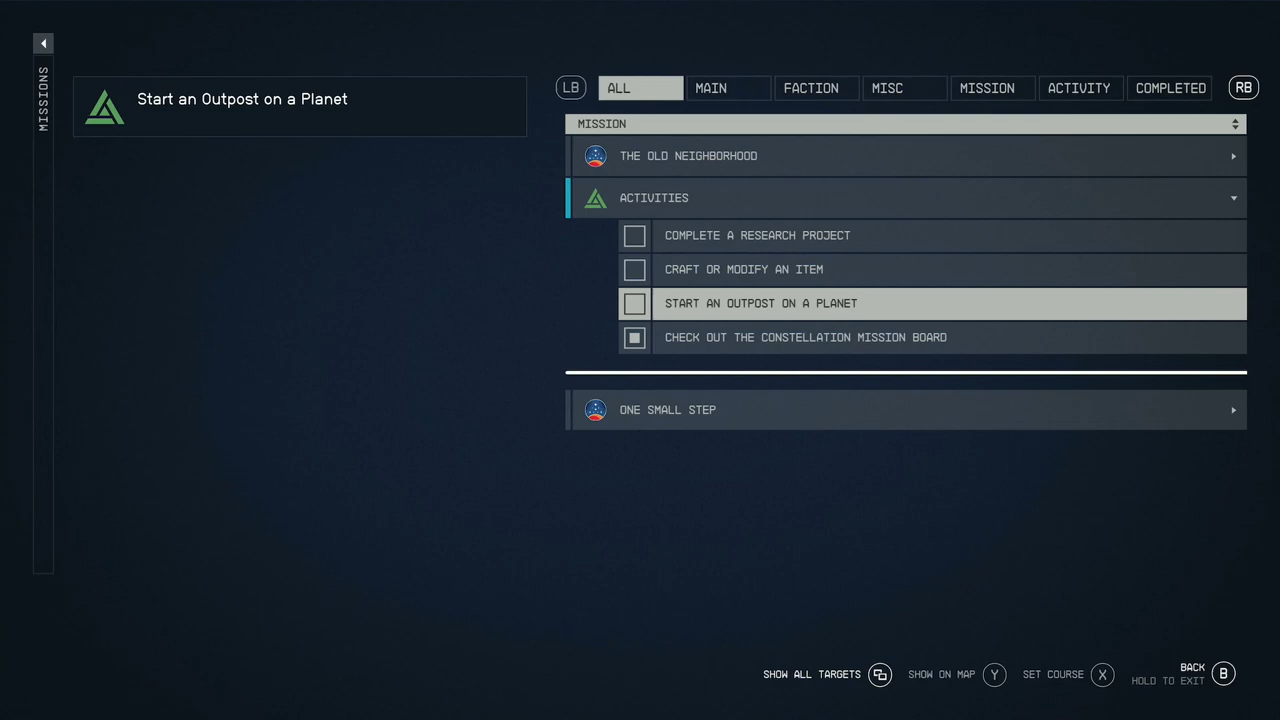 MISSIONS
Start an Outpost on a Planet
LB
ALL
MAIN
FACTION
MISC
MISSION
ACTIVITY
COMPLETED
RB
MISSION
THE OLD NEIGHBORHOOD
ACTIVITIES
COMPLETE A RESEARCH PROJECT
CRAFT OR MODIFY AN ITEM
START AN OUTPOST ON A PLANET
CHECK OUT THE CONSTELLATION MISSION BOARD
ONE SMALL STEP
SHOW ALL TARGETS
SHOW ON MAP Y
SET COURSE X
BACK B
HOLD TO EXIT